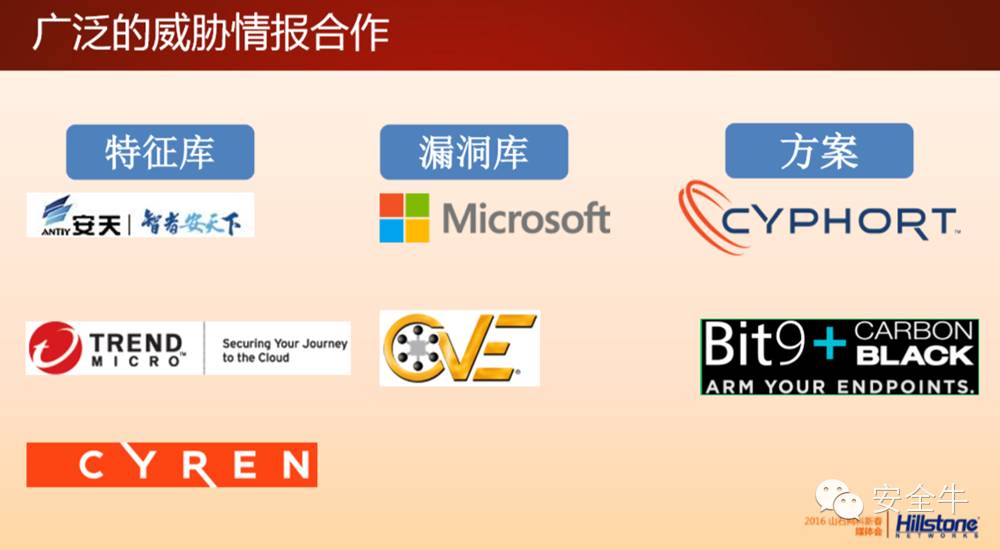 广泛的威胁情报合作
特征库
漏洞库
方案
ANTIY 安天 智者安天下
Microsoft
CYPHORT™
TREND MICRO™
Securing Your Journey
to the Cloud
CVE®
Bit9 + CARBON BLACK
ARM YOUR ENDPOINTS.
CYREN
安全牛
2016 山石网科新春
媒体会
Hillstone
NETWORKS